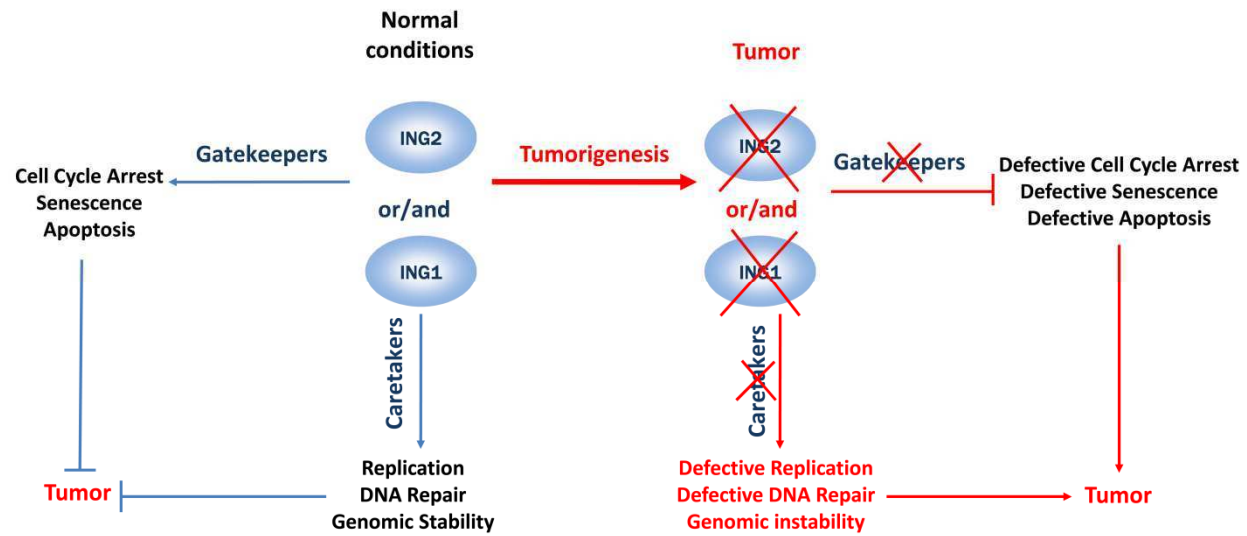 Normal
conditions
Tumor
ING2
ING2
Gatekeepers
Tumorigenesis
Gatekeepers
Cell Cycle Arrest
Senescence
Apoptosis
Defective Cell Cycle Arrest
Defective Senescence
Defective Apoptosis
or/and
or/and
ING1
ING1
Caretakers
Caretakers
Replication
DNA Repair
Genomic Stability
Tumor
Defective Replication
Defective DNA Repair
Genomic instability
Tumor